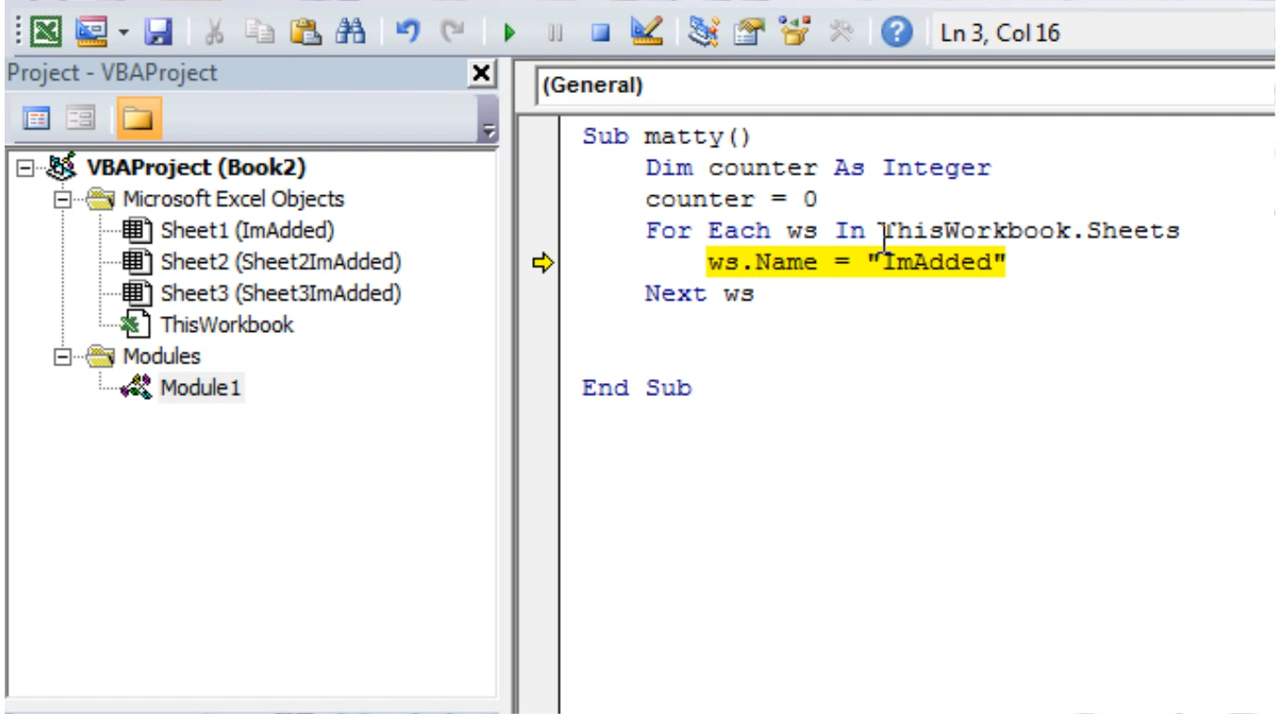 Ln 3, Col 16
Project - VBAProject
(General)
VBAProject (Book2)
Microsoft Excel Objects
Sheet1 (ImAdded)
Sheet2 (Sheet2ImAdded)
Sheet3 (Sheet3ImAdded)
ThisWorkbook
Modules
Module1
Sub matty()
Dim counter As Integer
counter = 0
For Each ws In ThisWorkbook.Sheets
ws.Name = "ImAdded"
Next ws
End Sub